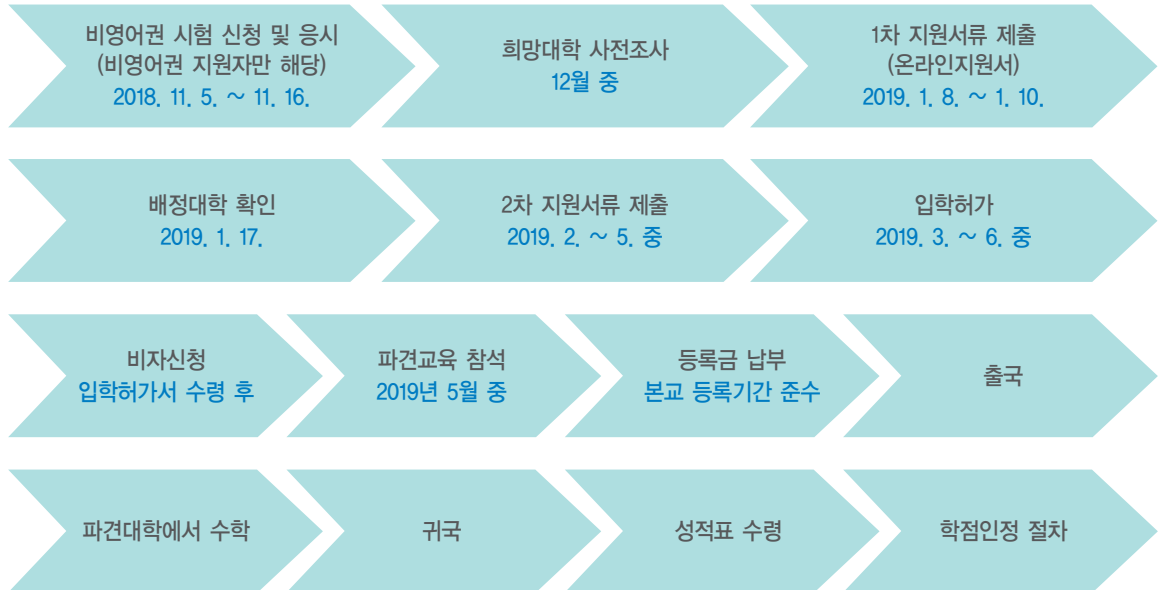 비영어권 시험 신청 및 응시
(비영어권 지원자만 해당)
2018. 11. 5. ~ 11. 16.
희망대학 사전조사
12월 중
1차 지원서류 제출
(온라인지원서)
2019. 1. 8. ~ 1. 10.
배정대학 확인
2019. 1. 17.
2차 지원서류 제출
2019. 2. ~ 5. 중
입학허가
2019. 3. ~ 6. 중
비자신청
입학허가서 수령 후
파견교육 참석
2019년 5월 중
등록금 납부
본교 등록기간 준수
출국
파견대학에서 수학
귀국
성적표 수령
학점인정 절차